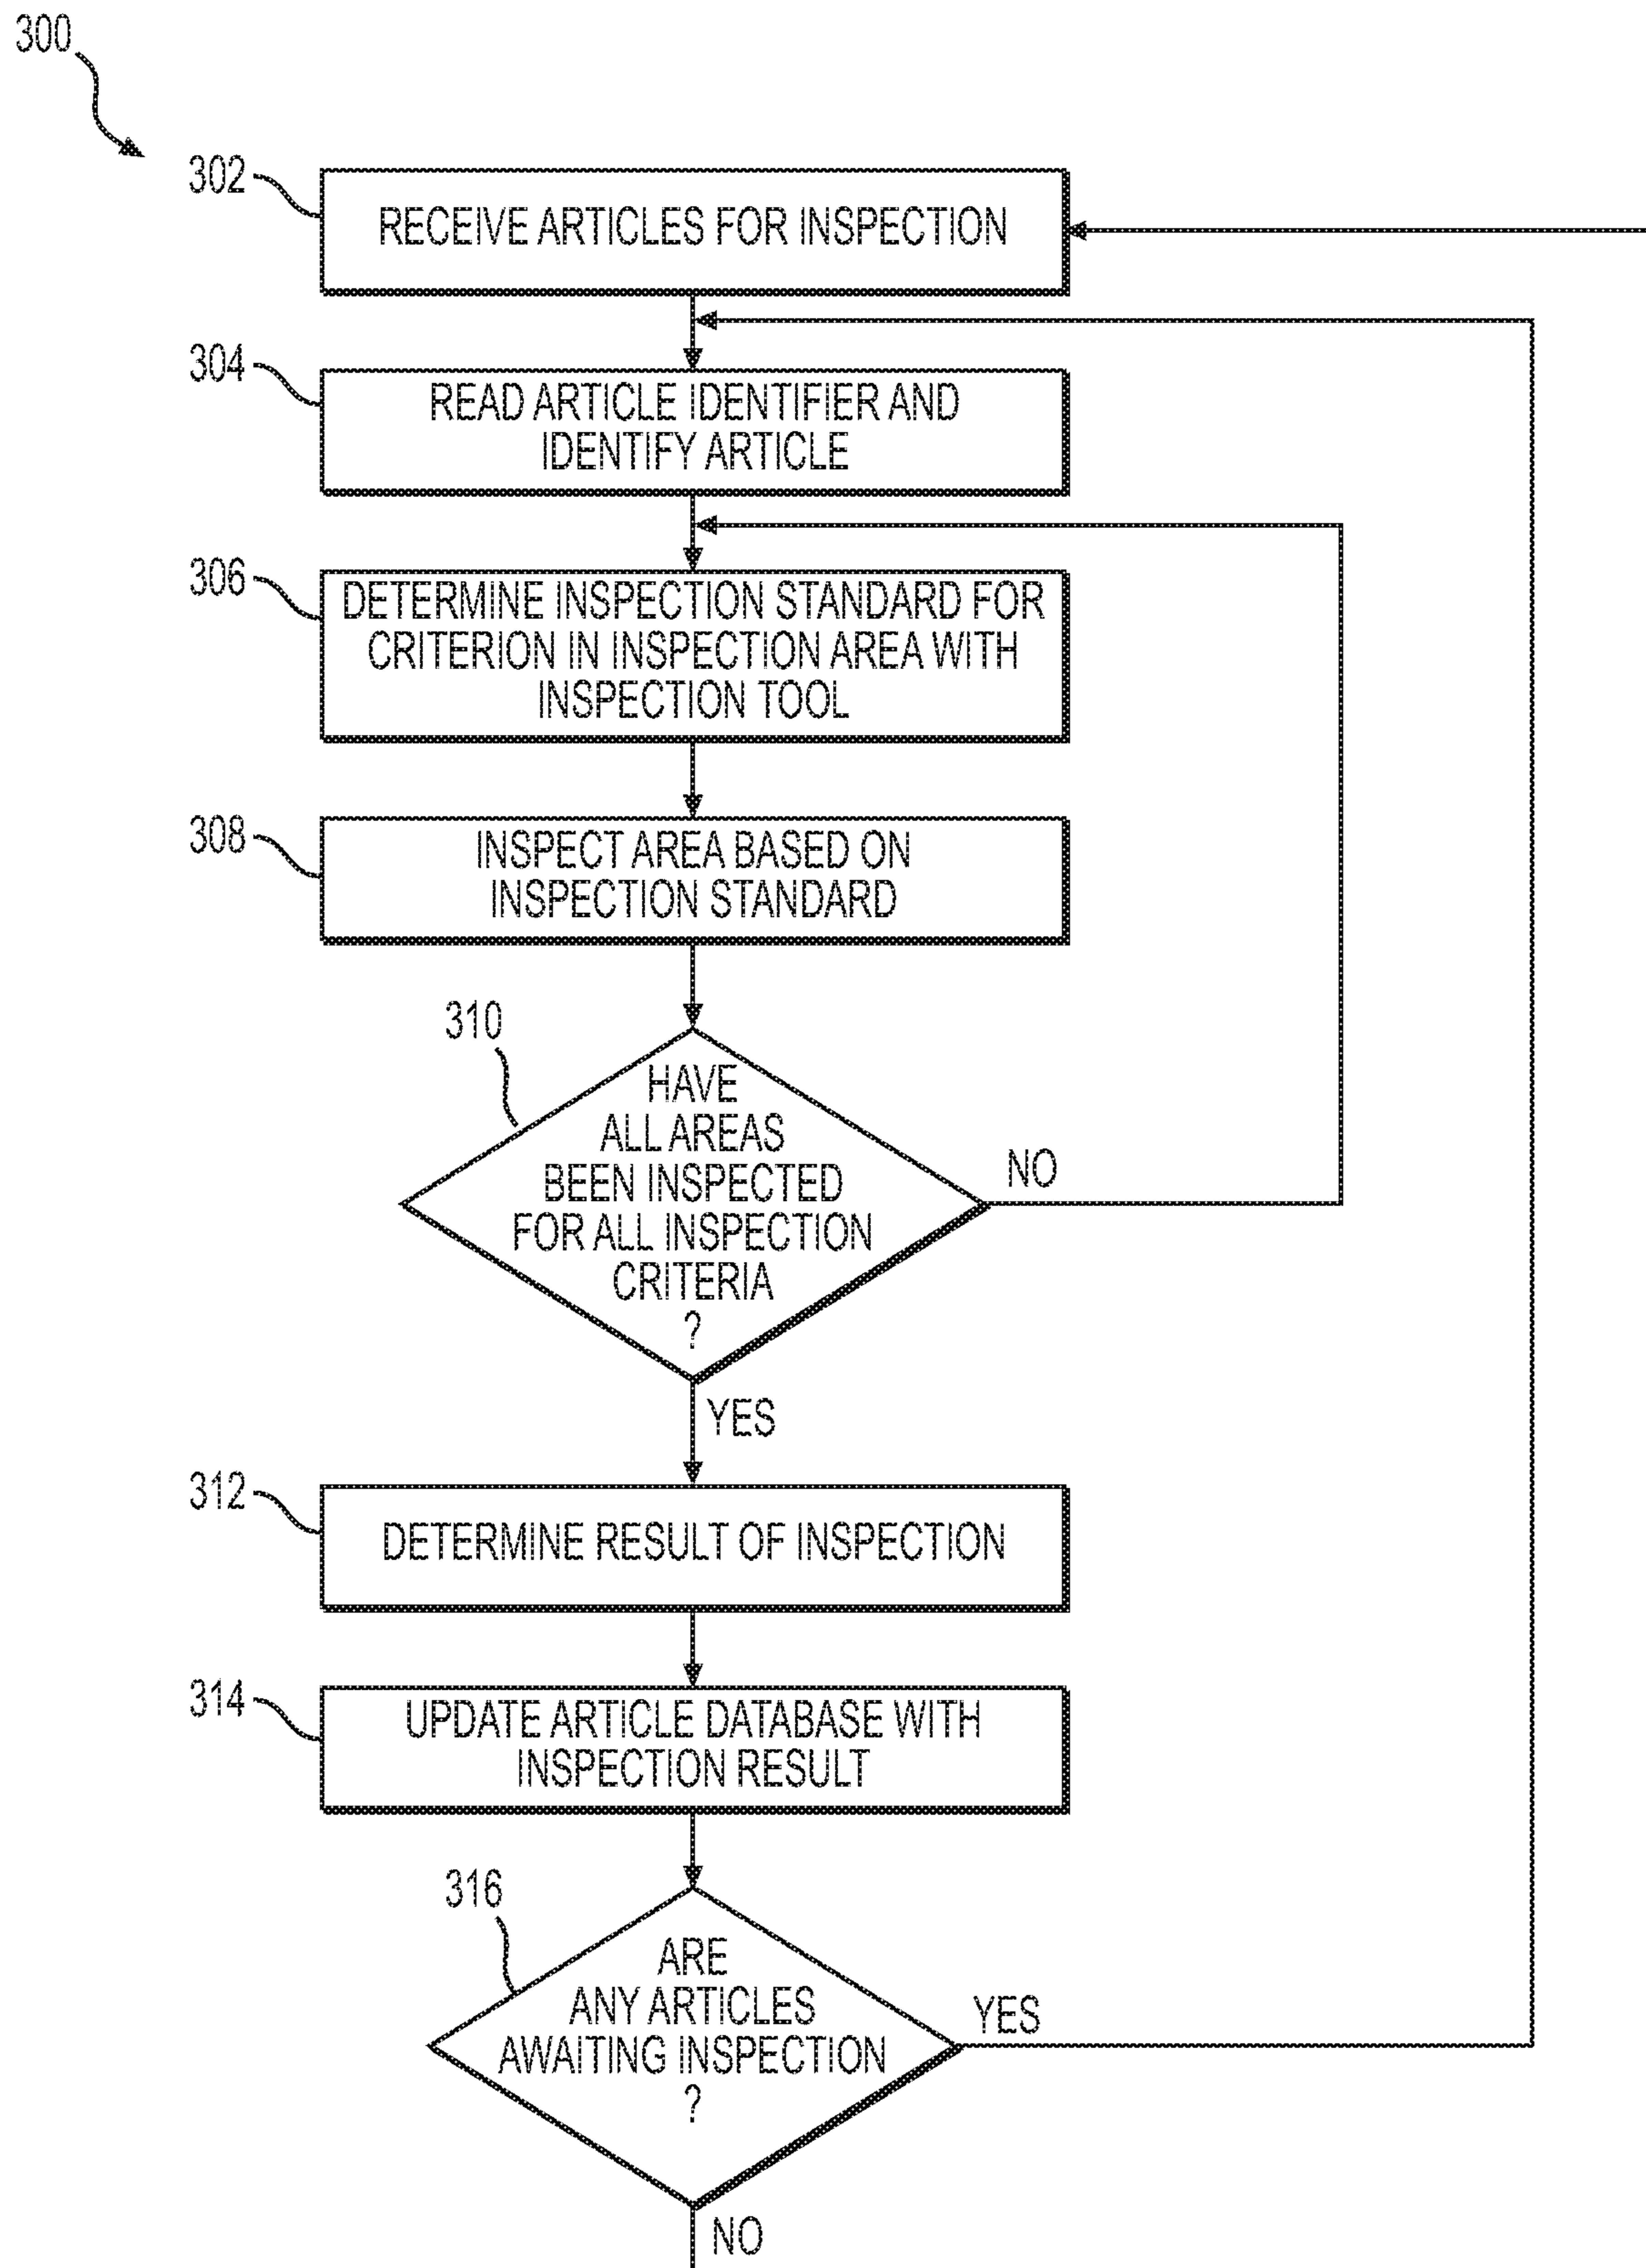 300
302
RECEIVE ARTICLES FOR INSPECTION
304
READ ARTICLE IDENTIFIER AND
IDENTIFY ARTICLE
306
DETERMINE INSPECTION STANDARD FOR
CRITERION IN INSPECTION AREA WITH
INSPECTION TOOL
308
INSPECT AREA BASED ON
INSPECTION STANDARD
310
HAVE
ALL AREAS
BEEN INSPECTED
FOR ALL INSPECTION
CRITERIA
?
NO
YES
312
DETERMINE RESULT OF INSPECTION
314
UPDATE ARTICLE DATABASE WITH
INSPECTION RESULT
316
ARE
ANY ARTICLES
AWAITING INSPECTION
?
YES
NO